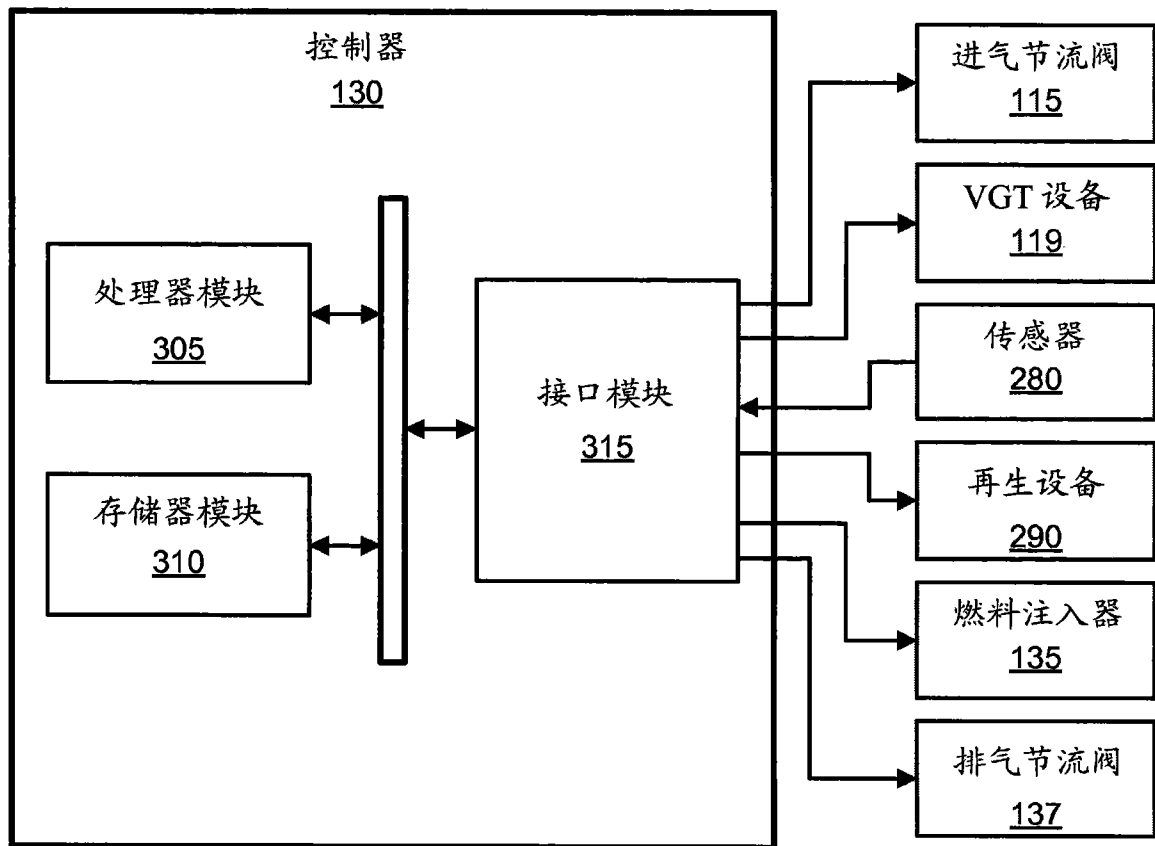 控制器
130
处理器模块
305
存储器模块
310
接口模块
315
进气节流阀
115
VGT 设备
119
传感器
280
再生设备
290
燃料注入器
135
排气节流阀
137